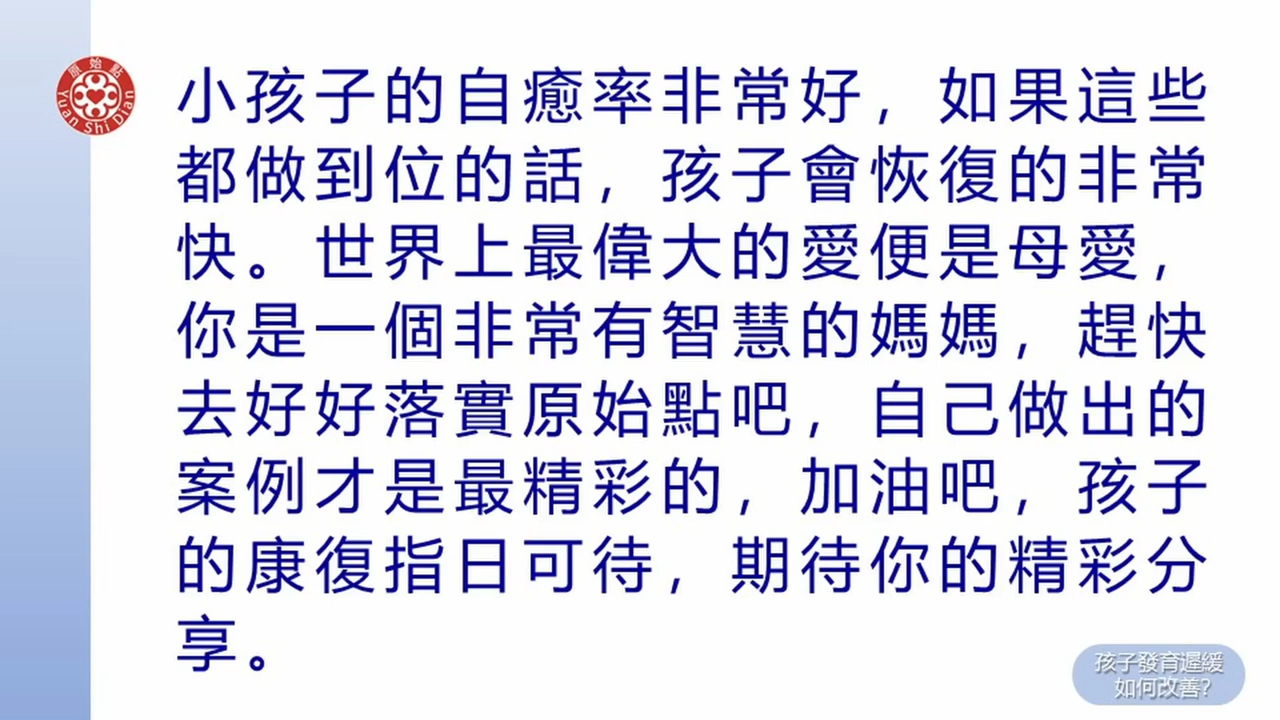 原始點
Yuan Shi Dian
小孩子的自癒率非常好，如果這些
都做到位的話，孩子會恢復的非常
快。世界上最偉大的愛便是母愛，
你是一個非常有智慧的媽媽，趕快
去好好落實原始點吧，自己做出的
案例才是最精彩的，加油吧，孩子
的康復指日可待，期待你的精彩分
享。
孩子發育遲緩
如何改善？